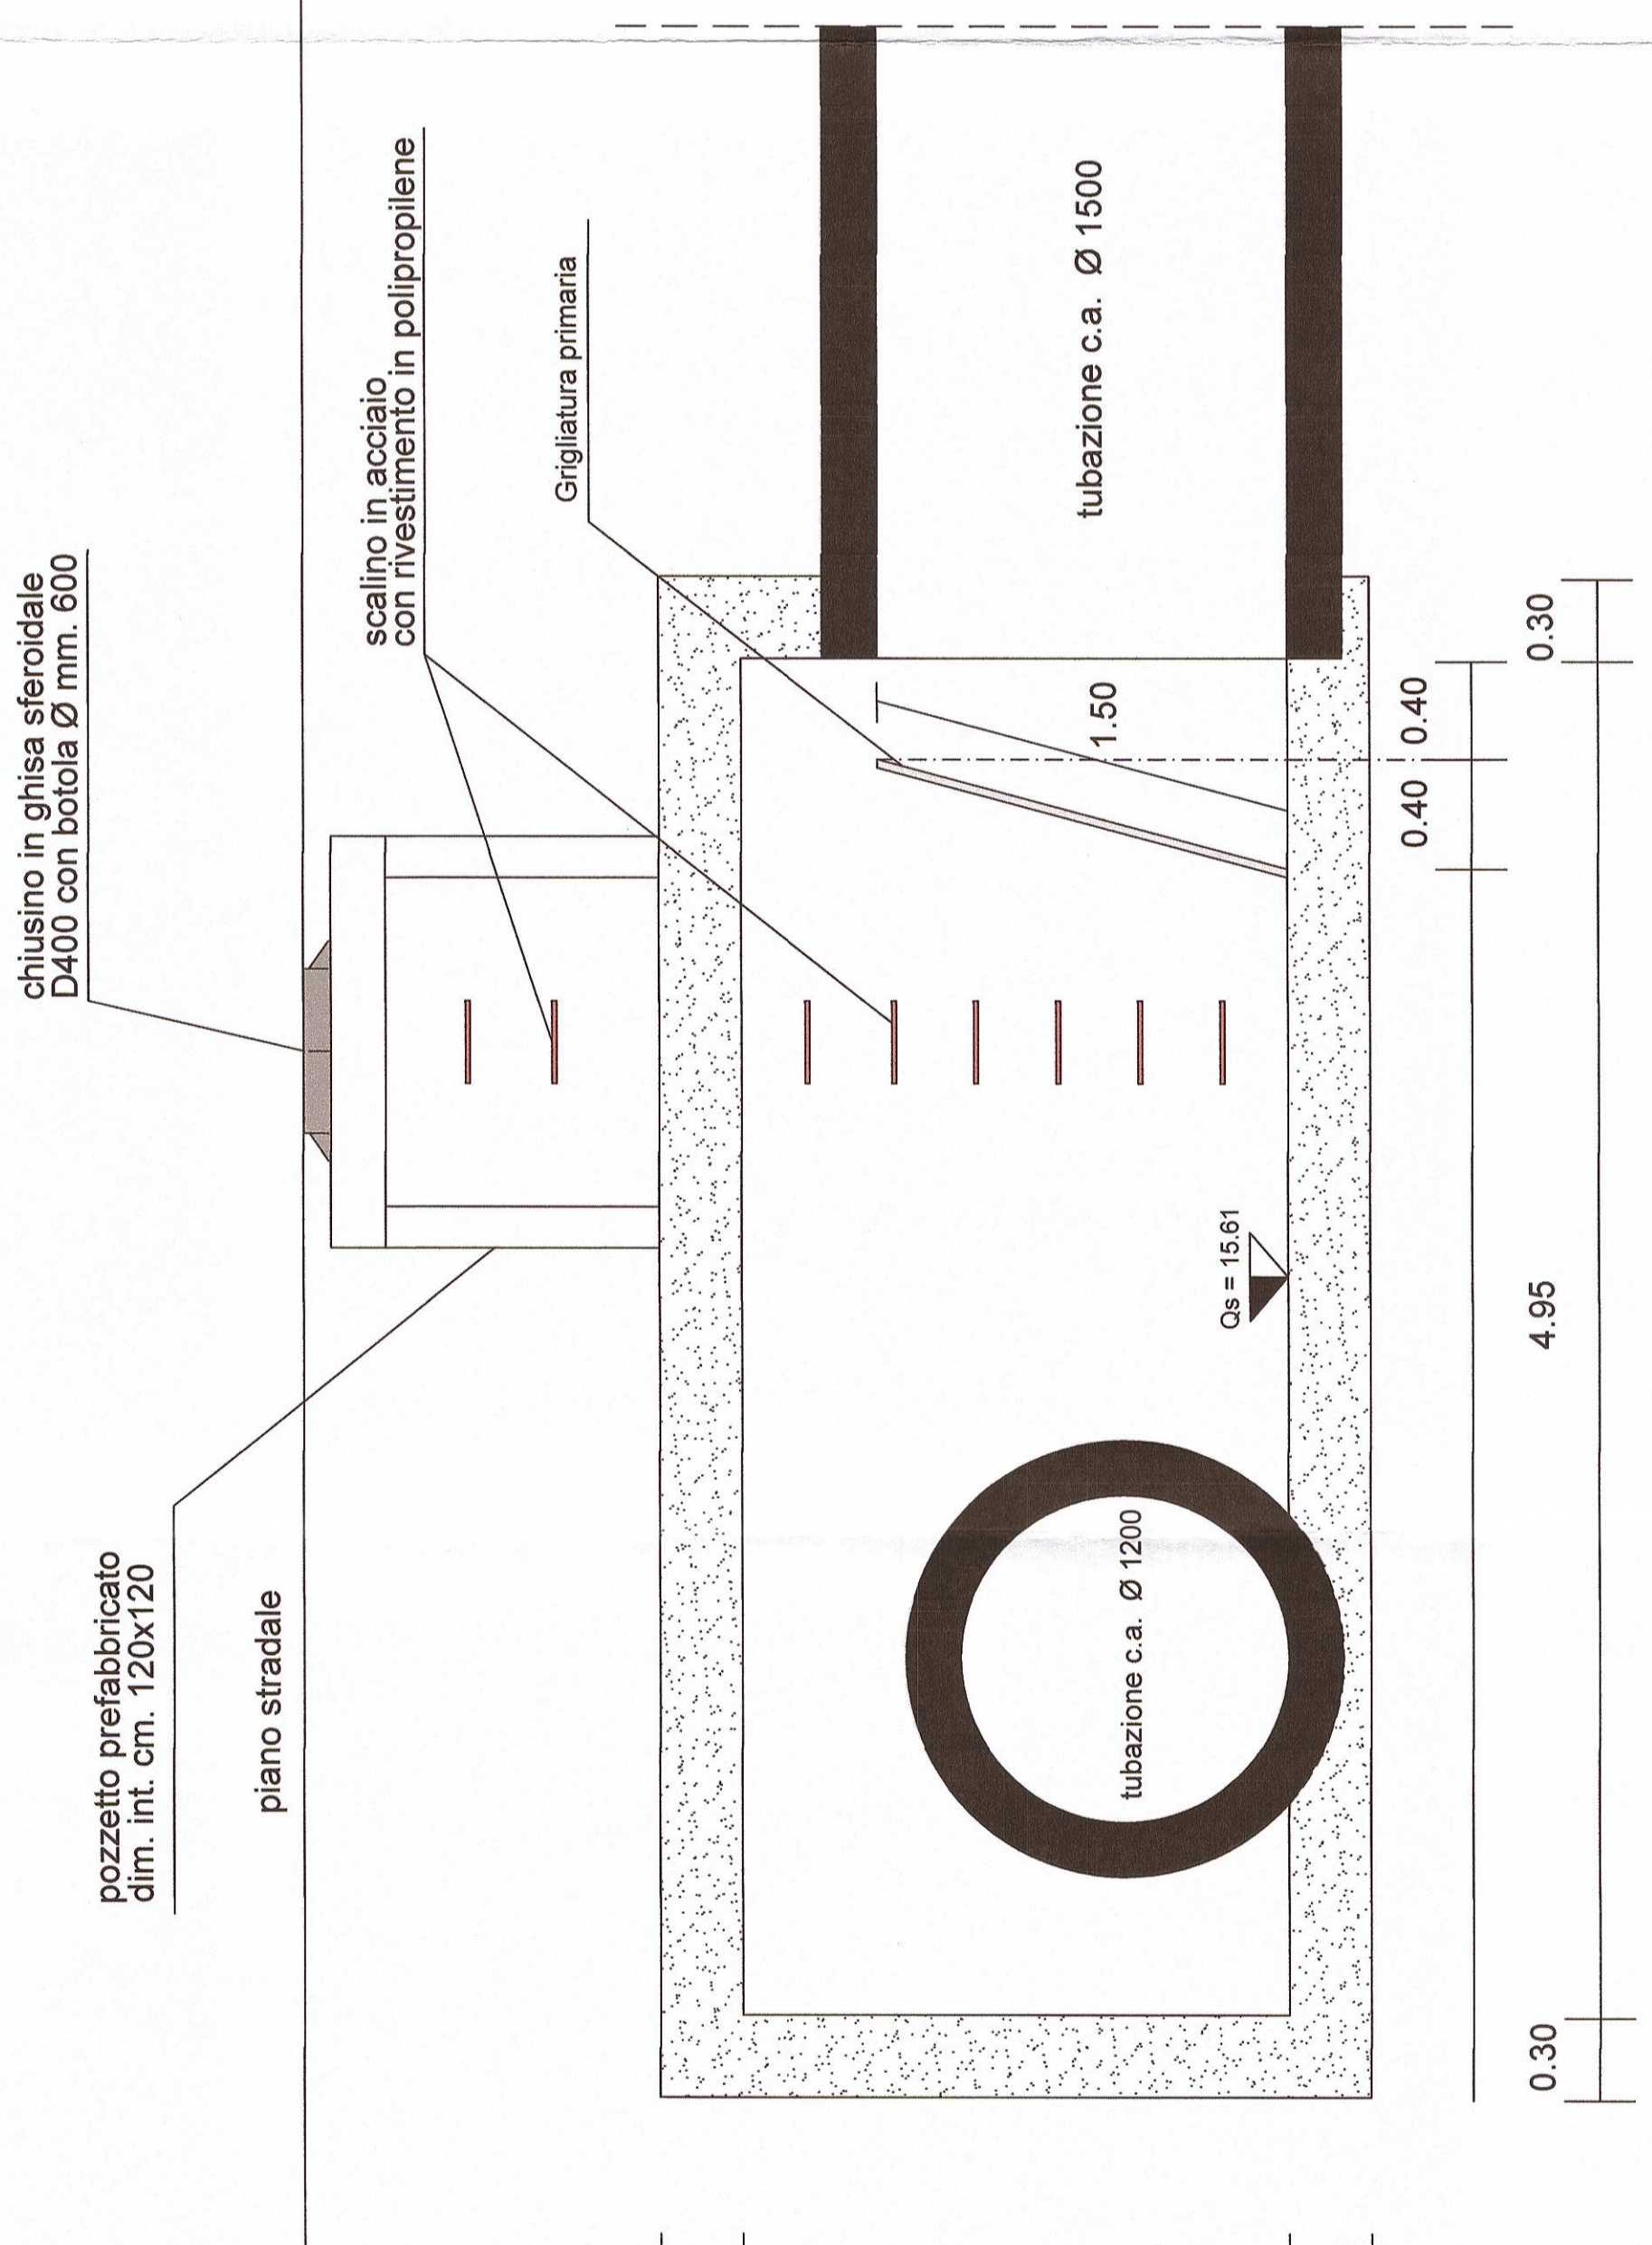 chiusino in ghisa sferoidale
D400 con botola Ø mm. 600
pozzetto prefabbricato
dim. int. cm. 120x120
piano stradale
scalino in acciaio
con rivestimento in polipropilene
Grigliatura primaria
tubazione c.a. Ø 1500
1.50
Qs = 15.61
tubazione c.a. Ø 1200
0.40
0.40
0.30
4.95
0.30